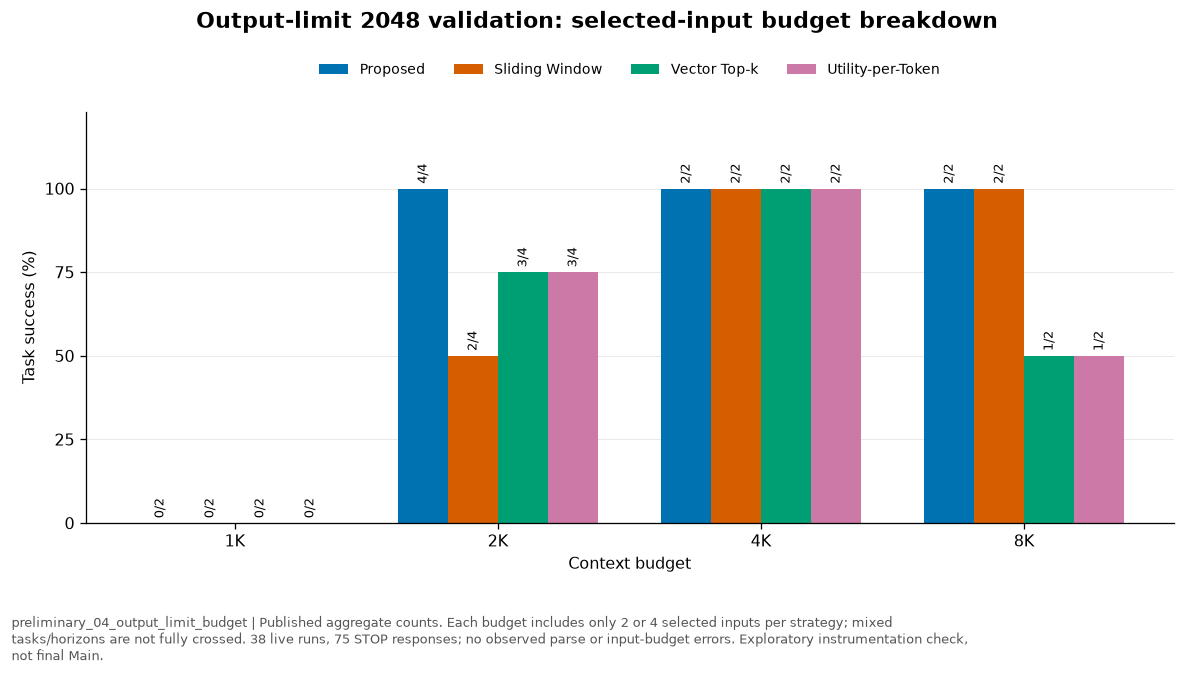 Output-limit 2048 validation: selected-input budget breakdown
Proposed Sliding Window Vector Top-k Utility-per-Token
Task success (%)
100
75
50
25
0
0/2 0/2 0/2 0/2
4/4 2/4 3/4 3/4
2/2 2/2 2/2 2/2
2/2 2/2 1/2 1/2
1K 2K 4K 8K
Context budget
preliminary_04_output_limit_budget | Published aggregate counts. Each budget includes only 2 or 4 selected inputs per strategy; mixed
tasks/horizons are not fully crossed. 38 live runs, 75 STOP responses; no observed parse or input-budget errors. Exploratory instrumentation check,
not final Main.